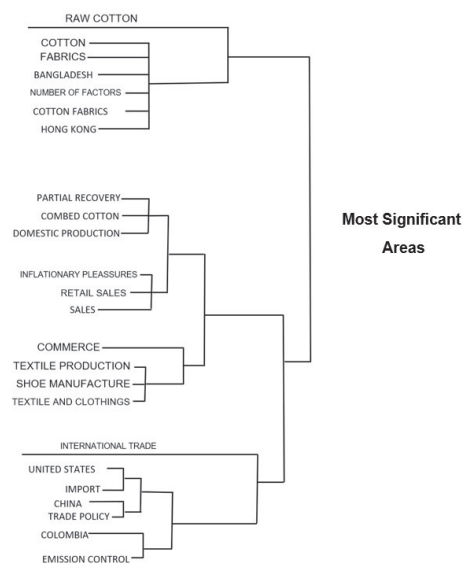 RAW COTTON
COTTON
FABRICS
BANGLADESH
NUMBER OF FACTORS
COTTON FABRICS
HONG KONG
PARTIAL RECOVERY
COMBED COTTON
DOMESTIC PRODUCTION
INFLATIONARY PLEASSURES
RETAIL SALES
SALES
COMMERCE
TEXTILE PRODUCTION
SHOE MANUFACTURE
TEXTILE AND CLOTHINGS
INTERNATIONAL TRADE
UNITED STATES
IMPORT
CHINA
TRADE POLICY
COLOMBIA
EMISSION CONTROL
Most Significant
Areas